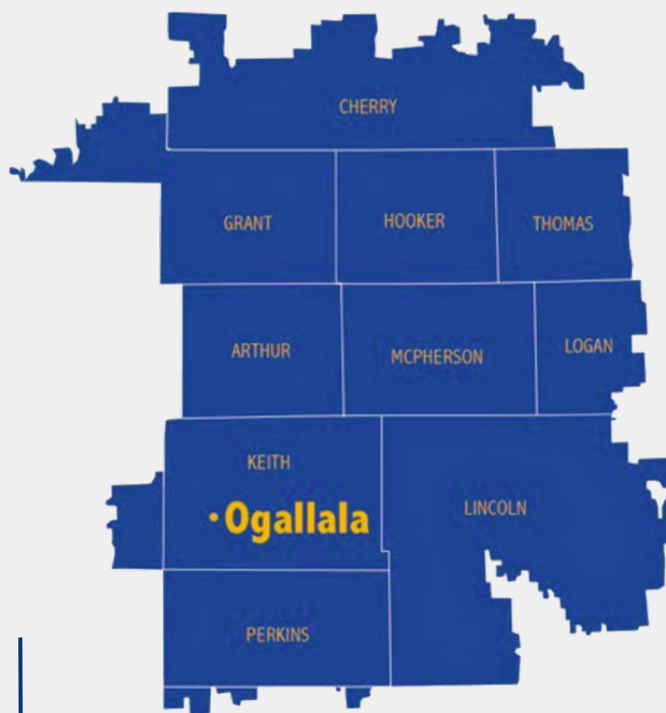 CHERRY
GRANT
HOOKER
THOMAS
ARTHUR
MCPHERSON
LOGAN
KEITH
• Ogallala
LINCOLN
PERKINS